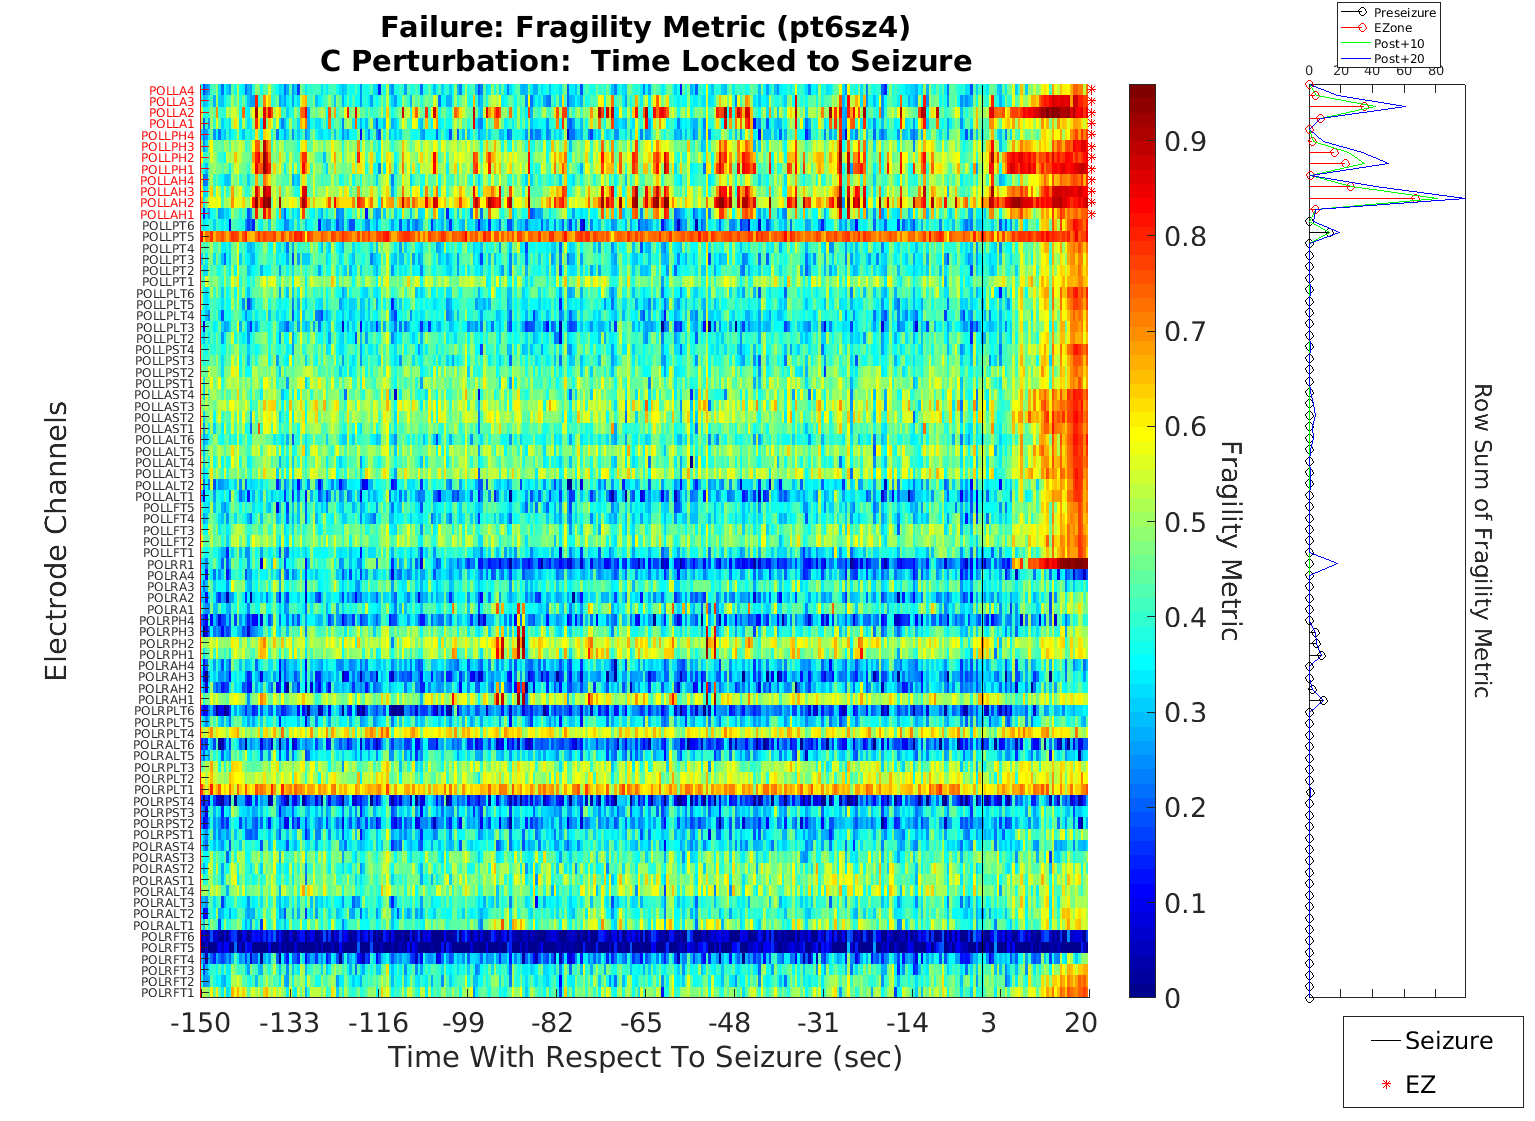 Failure: Fragility Metric (pt6sz4)
C Perturbation:  Time Locked to Seizure
Preseizure
EZone
Post+10
Post+20
0 20 40 60 80
Electrode Channels
POLLA4
POLLA3
POLLA2
POLLA1
POLLPH4
POLLPH3
POLLPH2
POLLPH1
POLLAH4
POLLAH3
POLLAH2
POLLAH1
POLLPT6
POLLPT5
POLLPT4
POLLPT3
POLLPT2
POLLPT1
POLLPLT6
POLLPLT5
POLLPLT4
POLLPLT3
POLLPLT2
POLLPST4
POLLPST3
POLLPST2
POLLPST1
POLLAST4
POLLAST3
POLLAST2
POLLAST1
POLLALT6
POLLALT5
POLLALT4
POLLALT3
POLLALT2
POLLALT1
POLLFT5
POLLFT4
POLLFT3
POLLFT2
POLLFT1
POLRR1
POLRA4
POLRA3
POLRA2
POLRA1
POLRPH4
POLRPH3
POLRPH2
POLRPH1
POLRAH4
POLRAH3
POLRAH2
POLRAH1
POLRPLT6
POLRPLT5
POLRPLT4
POLRALT6
POLRALT5
POLRPLT3
POLRPLT2
POLRPLT1
POLRPST4
POLRPST3
POLRPST2
POLRPST1
POLRAST4
POLRAST3
POLRAST2
POLRAST1
POLRALT4
POLRALT3
POLRALT2
POLRALT1
POLRFT6
POLRFT5
POLRFT4
POLRFT3
POLRFT2
POLRFT1
-150 -133 -116 -99 -82 -65 -48 -31 -14 3 20
Time With Respect To Seizure (sec)
0.9
0.8
0.7
0.6
0.5
0.4
0.3
0.2
0.1
0
Fragility Metric
Row Sum of Fragility Metric
Seizure
EZ